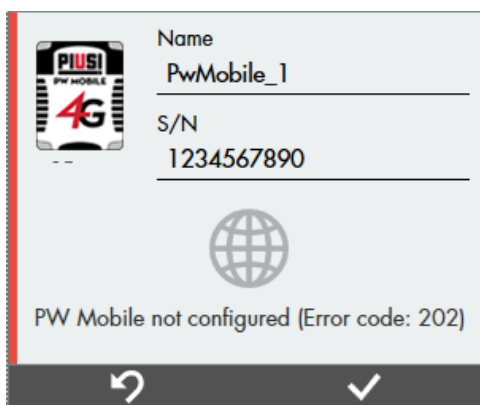 Name
PIUSI
PwMobile_1
PW MOBILE
4G
S/N
1234567890
--
PW Mobile not configured (Error code: 202)